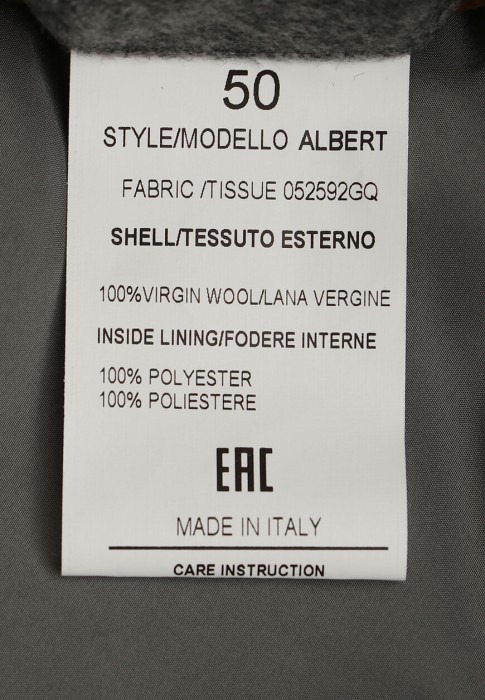 50
STYLE/MODELLO ALBERT
FABRIC /TISSUE 052592GQ
SHELL/TESSUTO ESTERNO
100%VIRGIN WOOL/LANA VERGINE
INSIDE LINING/FODERE INTERNE
100% POLYESTER
100% POLIESTERE
EAC
MADE IN ITALY
CARE INSTRUCTION